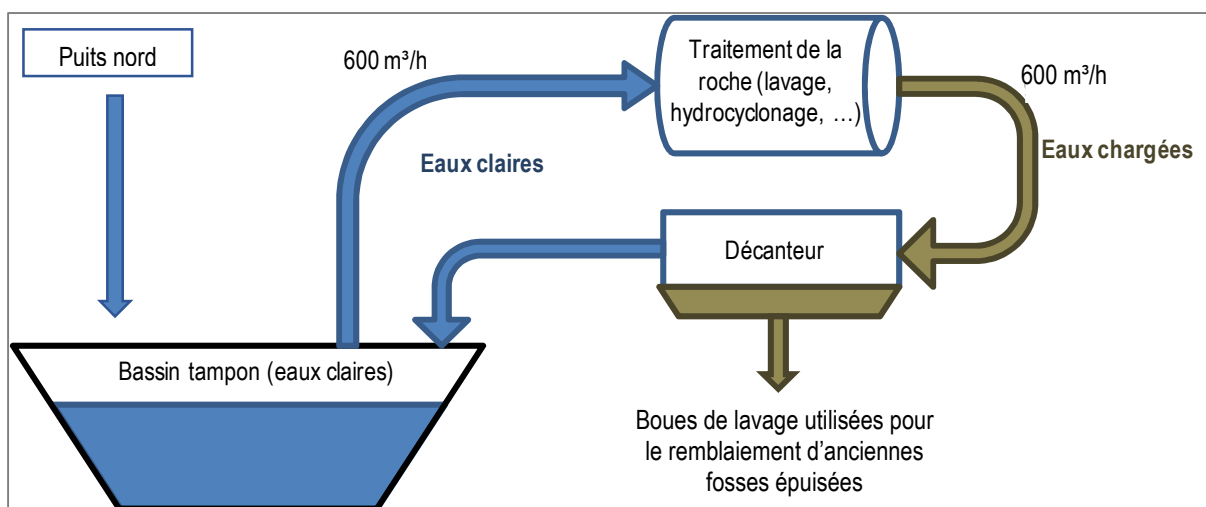 Puits nord
600 m³/h
Traitement de la
roche (lavage,
hydrocyclonage, …)
600 m³/h
Eaux claires
Eaux chargées
Décanteur
Bassin tampon (eaux claires)
Boues de lavage utilisées pour
le remblaiement d’anciennes
fosses épuisées